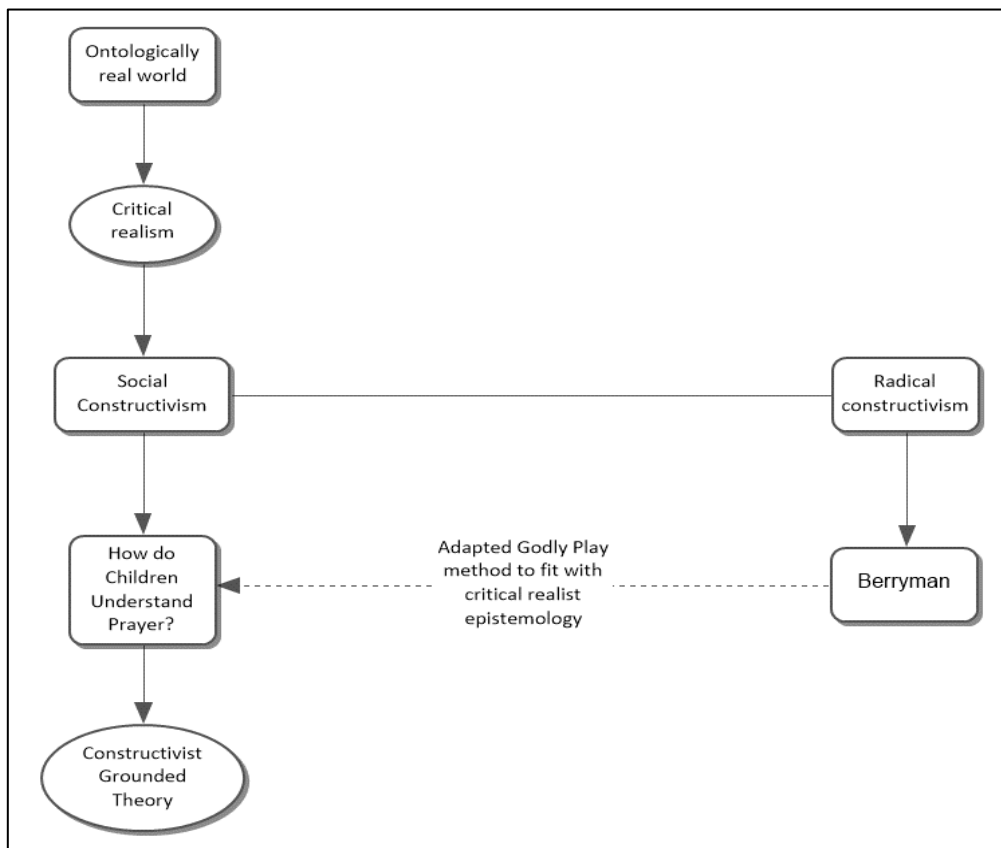 Ontologically
real world
Critical
realism
Social
Constructivism
Radical
constructivism
How do
Children
Understand
Prayer?
Adapted Godly Play
method to fit with
critical realist
epistemology
Berryman
Constructivist
Grounded
Theory